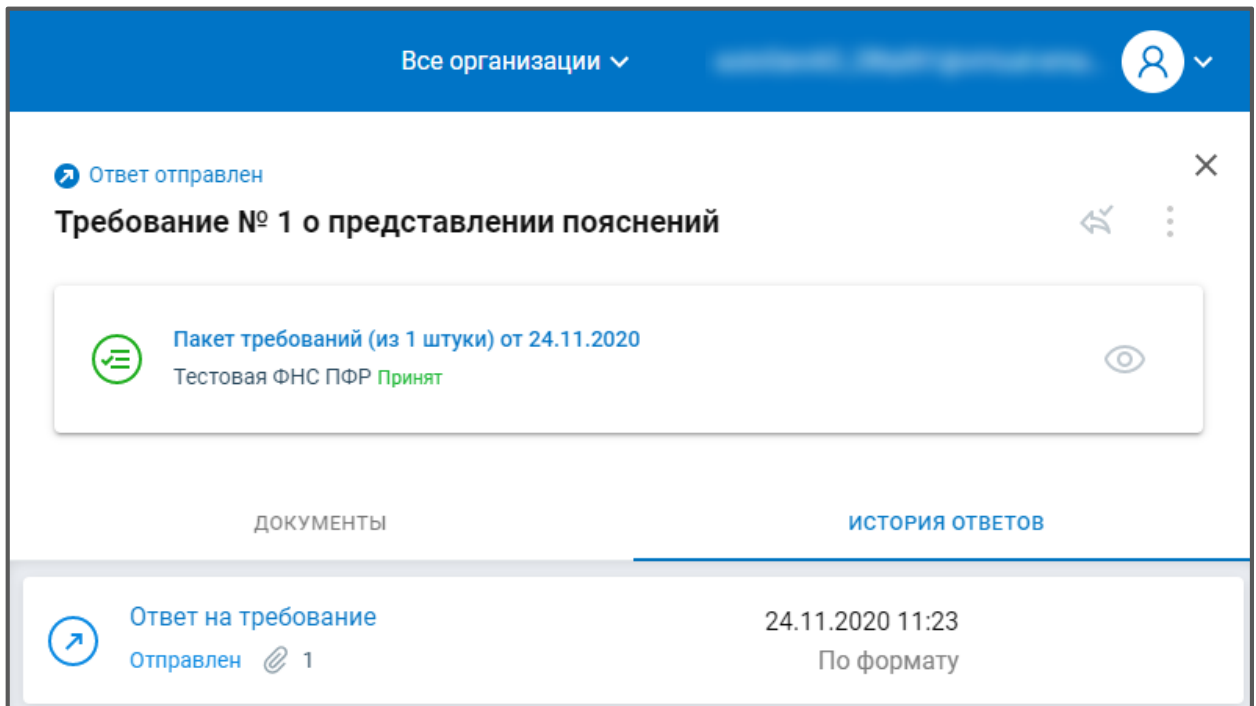 Все организации
Ответ отправлен
Требование № 1 о представлении пояснений
Пакет требований (из 1 штуки) от 24.11.2020
Тестовая ФНС ПФР Принят
ДОКУМЕНТЫ
ИСТОРИЯ ОТВЕТОВ
Ответ на требование
24.11.2020 11:23
Отправлен 1
По формату